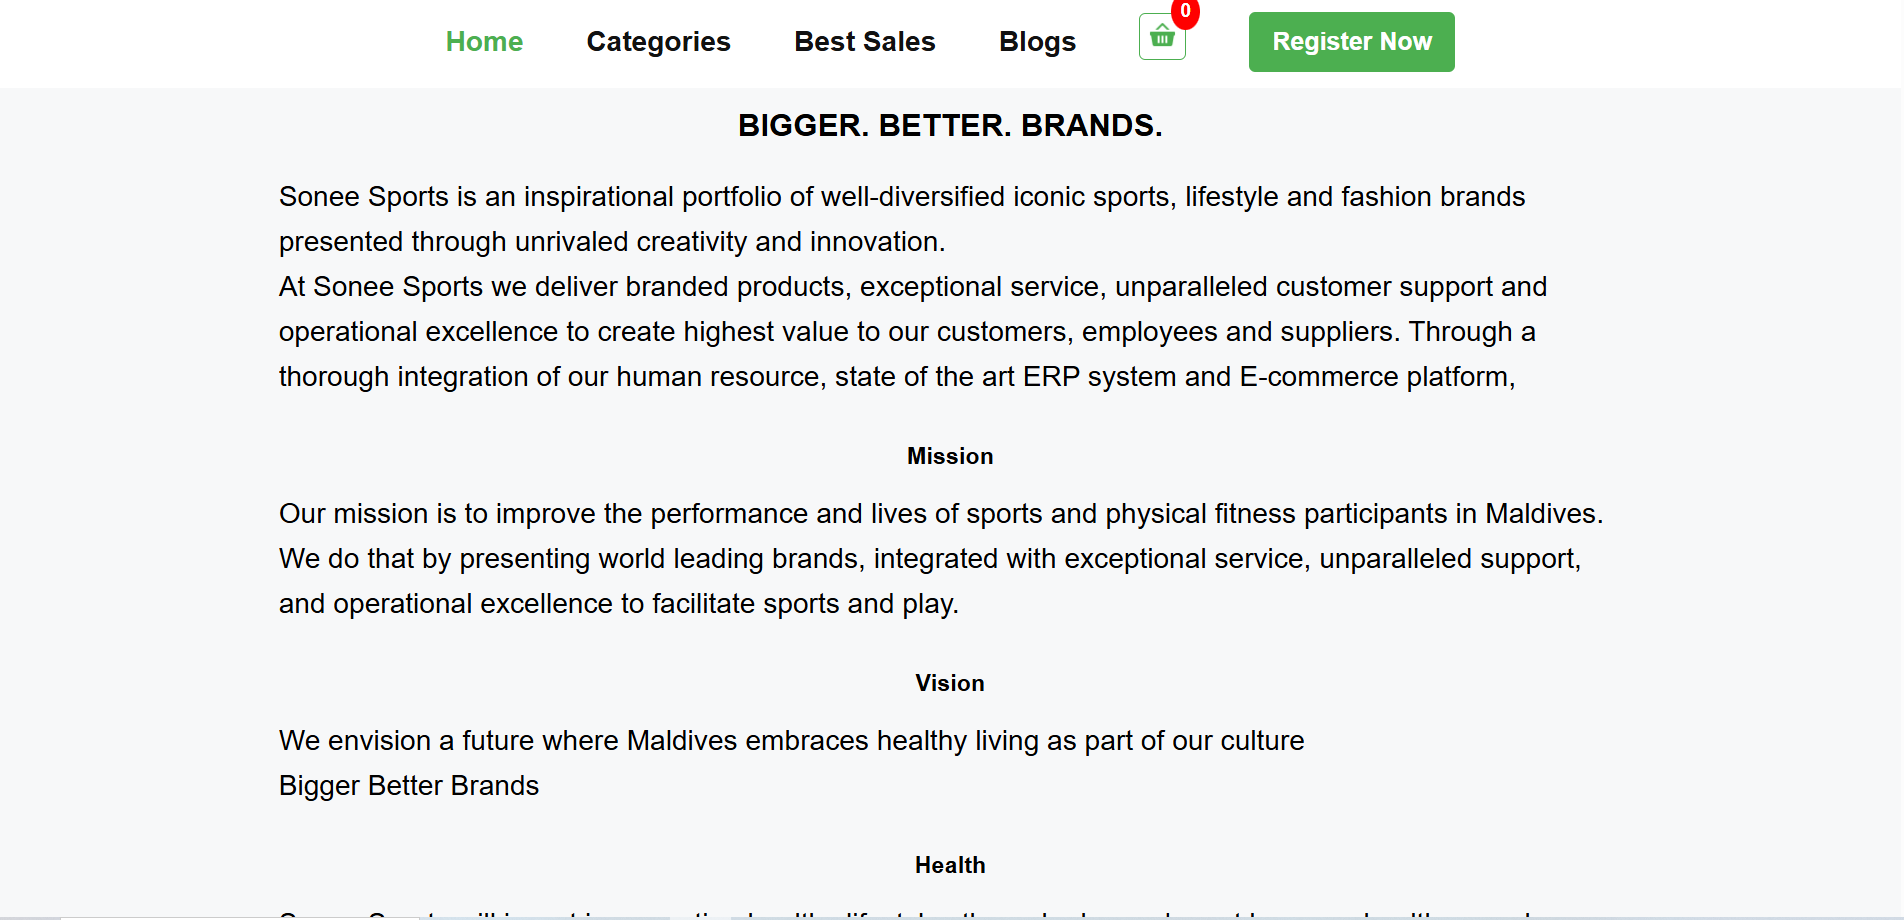 Home Categories Best Sales Blogs 0 Register Now
BIGGER. BETTER. BRANDS.
Sonee Sports is an inspirational portfolio of well-diversified iconic sports, lifestyle and fashion brands
presented through unrivaled creativity and innovation.
At Sonee Sports we deliver branded products, exceptional service, unparalleled customer support and
operational excellence to create highest value to our customers, employees and suppliers. Through a
thorough integration of our human resource, state of the art ERP system and E-commerce platform,
Mission
Our mission is to improve the performance and lives of sports and physical fitness participants in Maldives.
We do that by presenting world leading brands, integrated with exceptional service, unparalleled support,
and operational excellence to facilitate sports and play.
Vision
We envision a future where Maldives embraces healthy living as part of our culture
Bigger Better Brands
Health